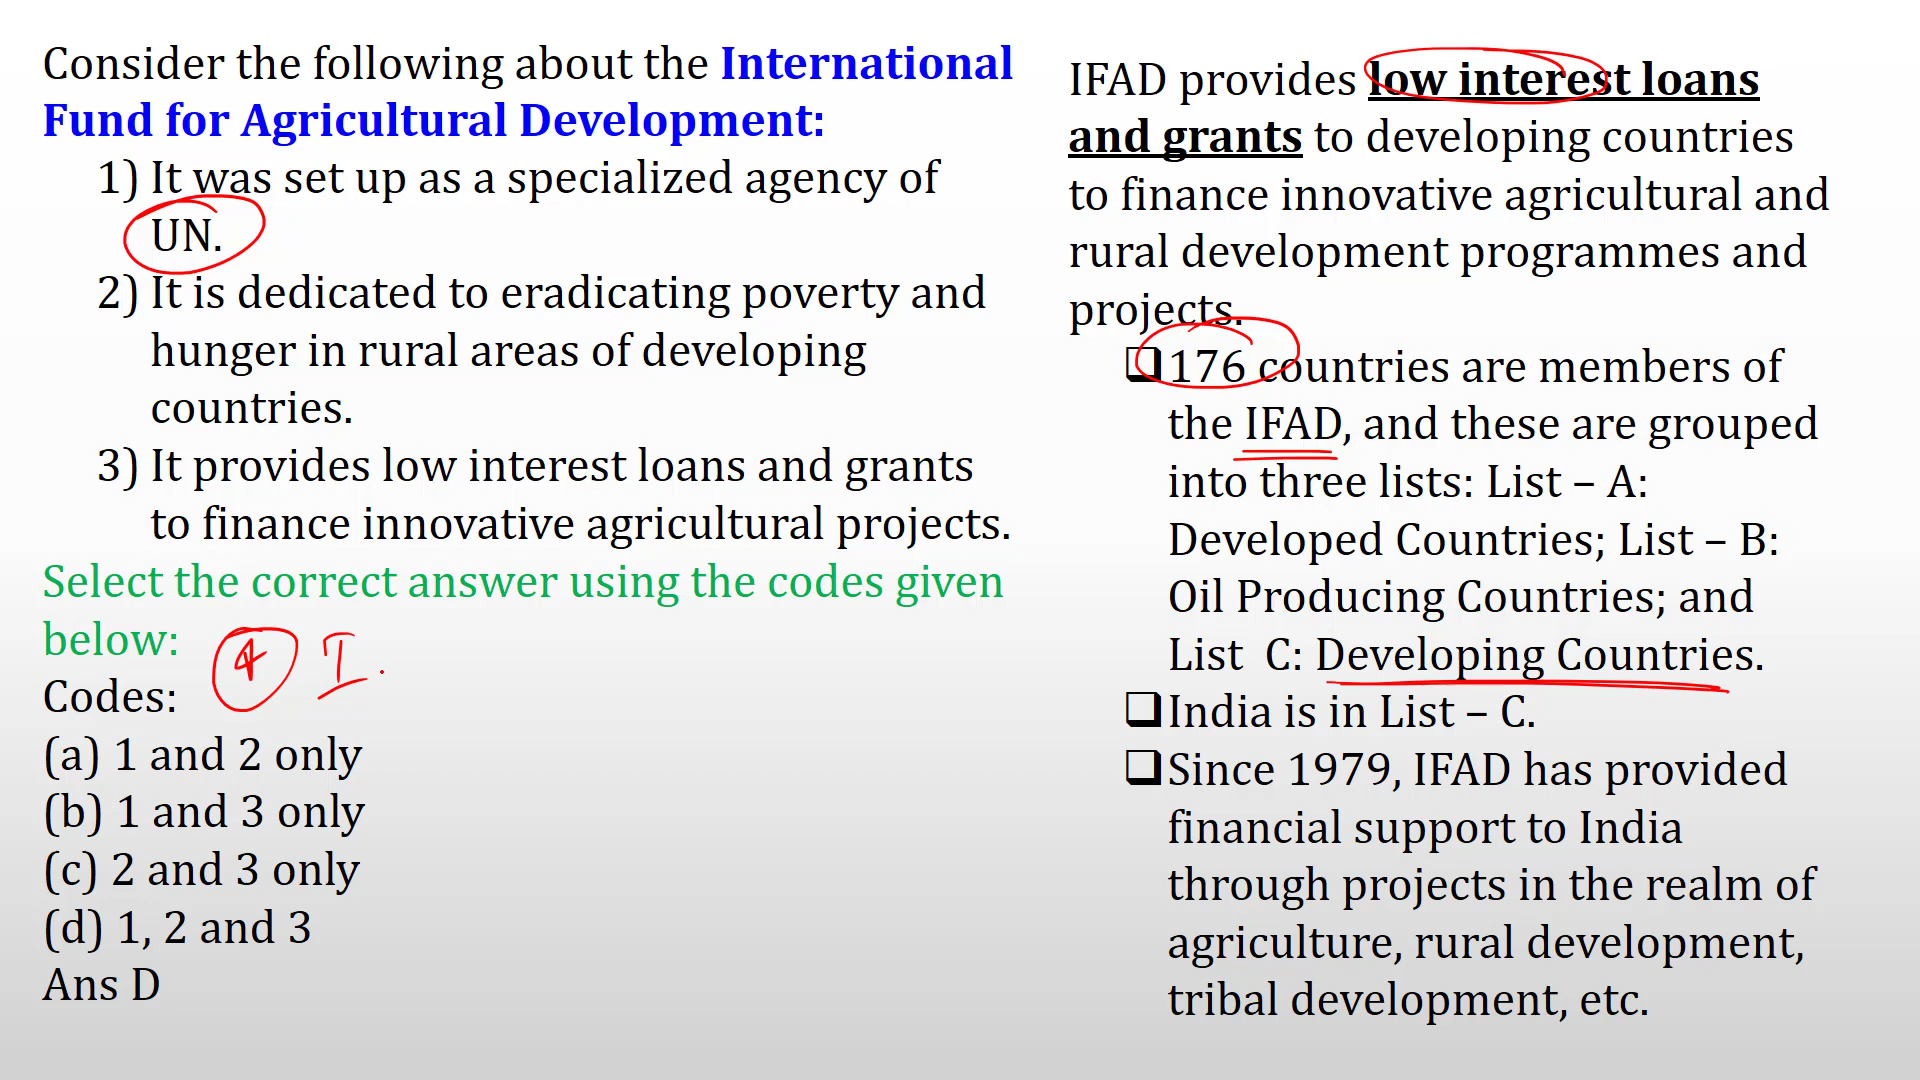 Consider the following about the International
Fund for Agricultural Development:
1) It was set up as a specialized agency of
UN.
2) It is dedicated to eradicating poverty and
hunger in rural areas of developing
countries.
3) It provides low interest loans and grants
to finance innovative agricultural projects.
Select the correct answer using the codes given
below:
4 I
Codes:
(a) 1 and 2 only
(b) 1 and 3 only
(c) 2 and 3 only
(d) 1, 2 and 3
Ans D
IFAD provides low interest loans
and grants to developing countries
to finance innovative agricultural and
rural development programmes and
projects.
❑176 countries are members of
the IFAD, and these are grouped
into three lists: List – A:
Developed Countries; List – B:
Oil Producing Countries; and
List C: Developing Countries.
❑India is in List – C.
❑Since 1979, IFAD has provided
financial support to India
through projects in the realm of
agriculture, rural development,
tribal development, etc.